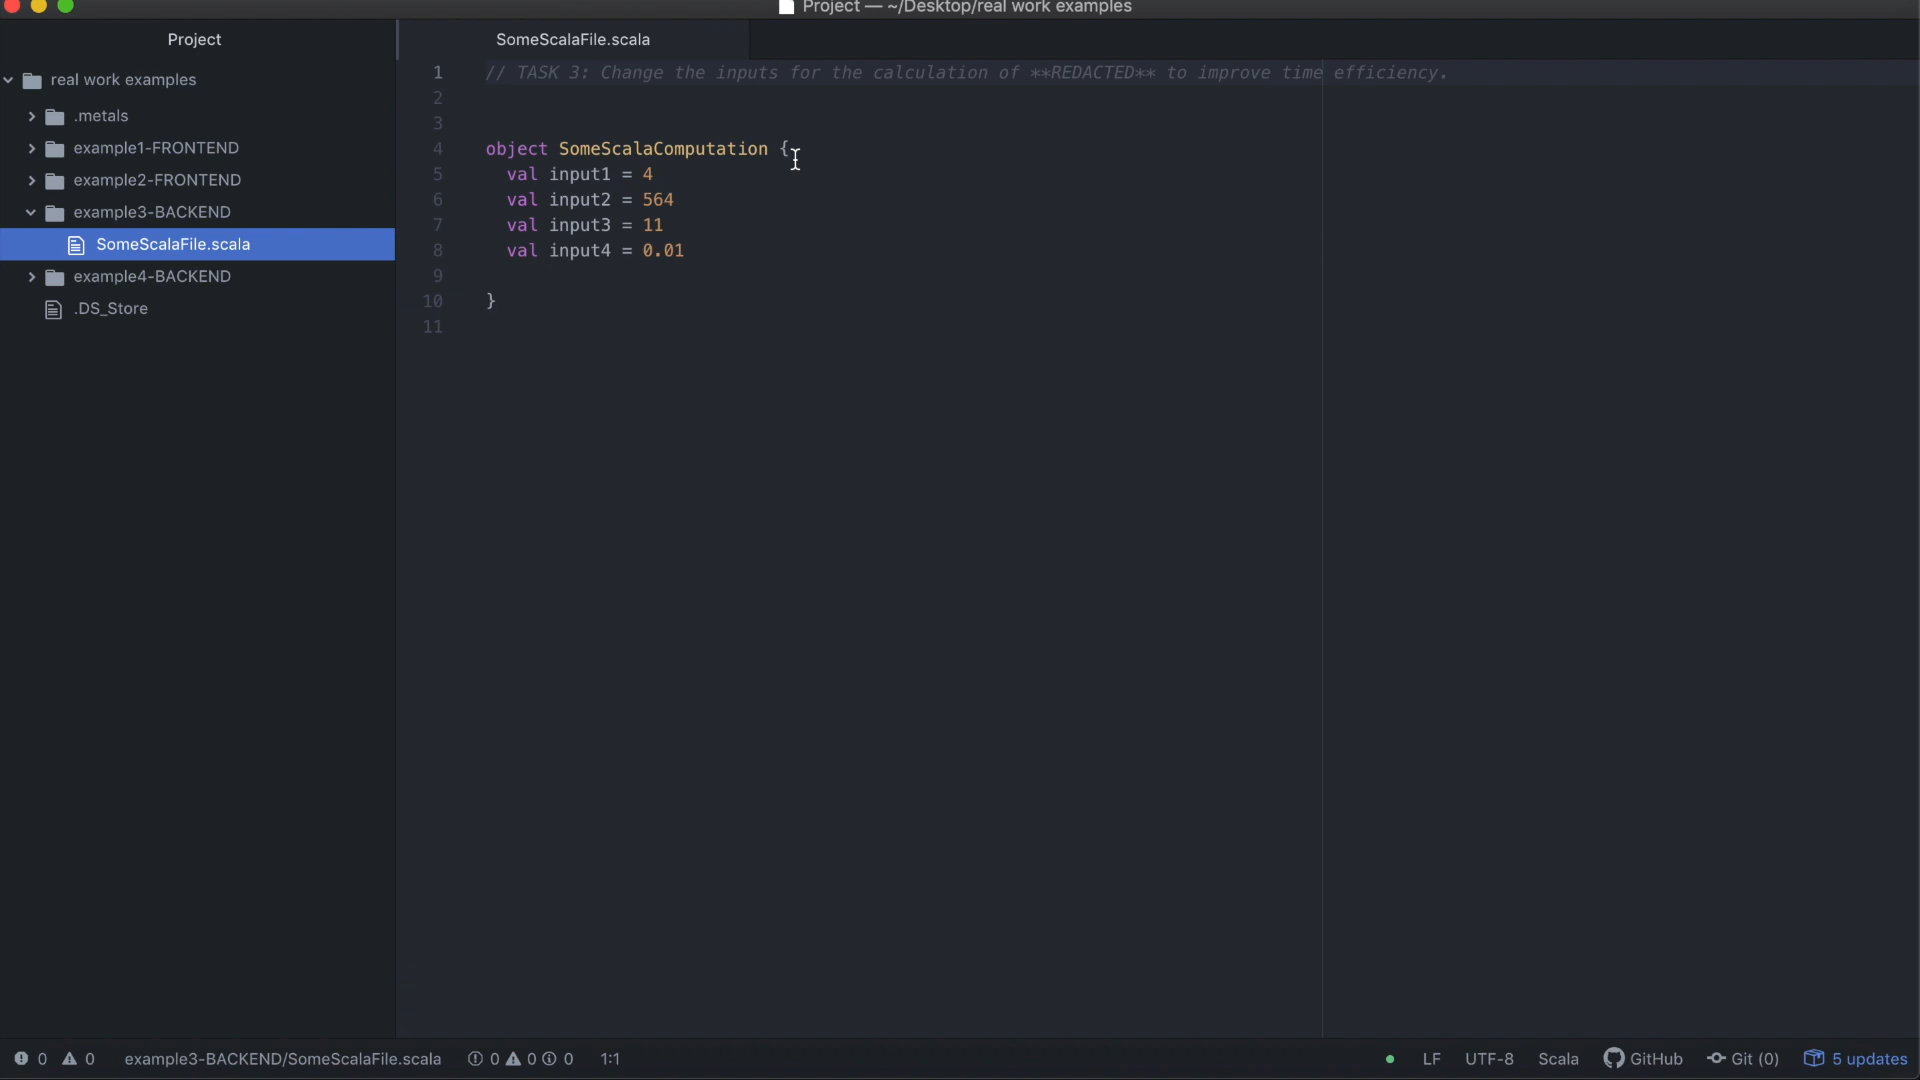 Project — ~/Desktop/real work examples
Project
SomeScalaFile.scala
real work examples
.metals
example1-FRONTEND
example2-FRONTEND
example3-BACKEND
SomeScalaFile.scala
example4-BACKEND
.DS_Store
1 // TASK 3: Change the inputs for the calculation of **REDACTED** to improve time efficiency.
2
3
4 object SomeScalaComputation {
5 val input1 = 4
6 val input2 = 564
7 val input3 = 11
8 val input4 = 0.01
9
10 }
11
0 0 example3-BACKEND/SomeScalaFile.scala 0 0 0 1:1 LF UTF-8 Scala GitHub Git (0) 5 updates